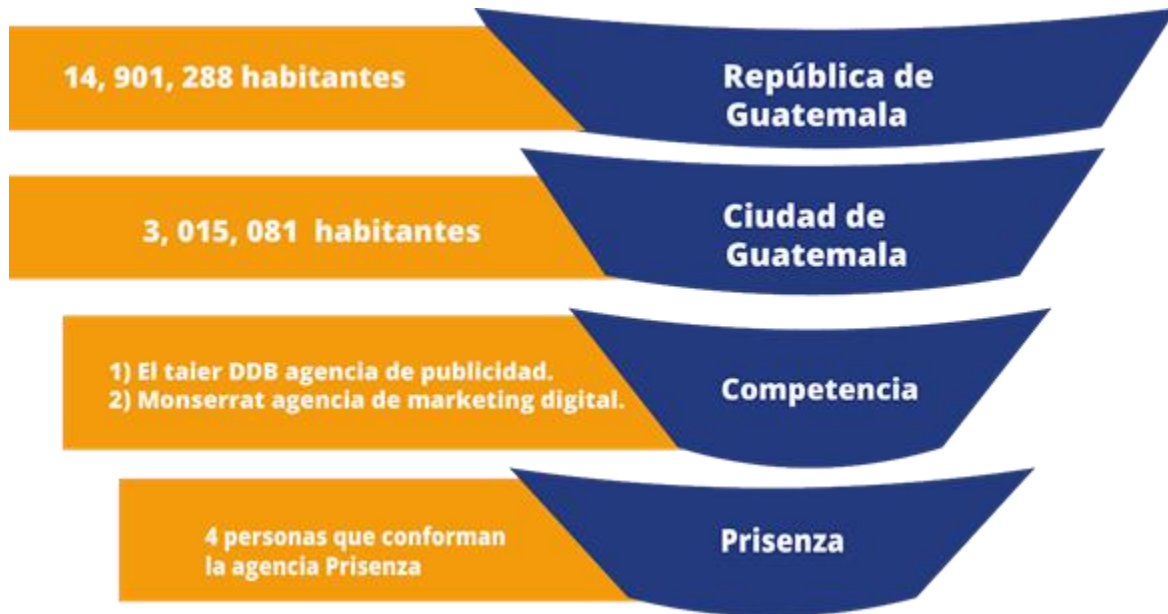 14, 901, 288 habitantes
República de
Guatemala
3, 015, 081 habitantes
Ciudad de
Guatemala
1) El taier DDB agencia de publicidad.
2) Monserrat agencia de marketing digital.
Competencia
4 personas que conforman
la agencia Prisenza
Prisenza